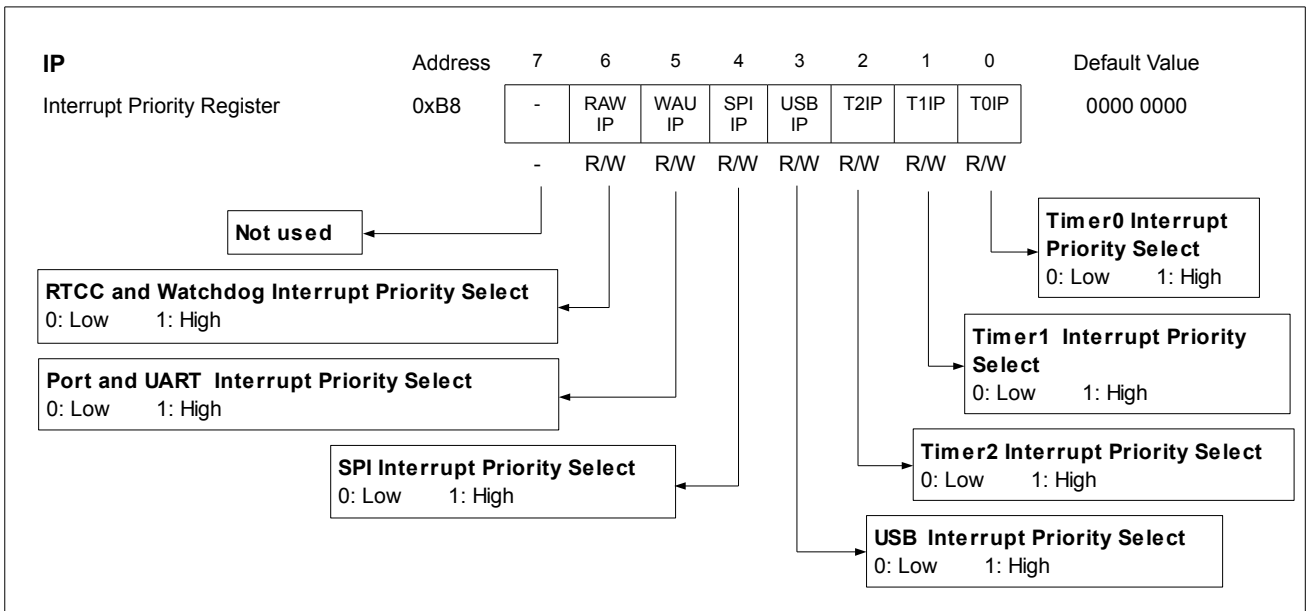 IP Address 7 6 5 4 3 2 1 0 Default Value
Interrupt Priority Register 0xB8 - RAW IP WAU IP SPI IP USB IP T2IP T1IP T0IP 0000 0000
- R/W R/W R/W R/W R/W R/W R/W
Not used
Timer0 Interrupt
Priority Select
0: Low 1: High
RTCC and Watchdog Interrupt Priority Select
0: Low 1: High
Timer1 Interrupt Priority
Select
0: Low 1: High
Port and UART Interrupt Priority Select
0: Low 1: High
Timer2 Interrupt Priority Select
0: Low 1: High
SPI Interrupt Priority Select
0: Low 1: High
USB Interrupt Priority Select
0: Low 1: High